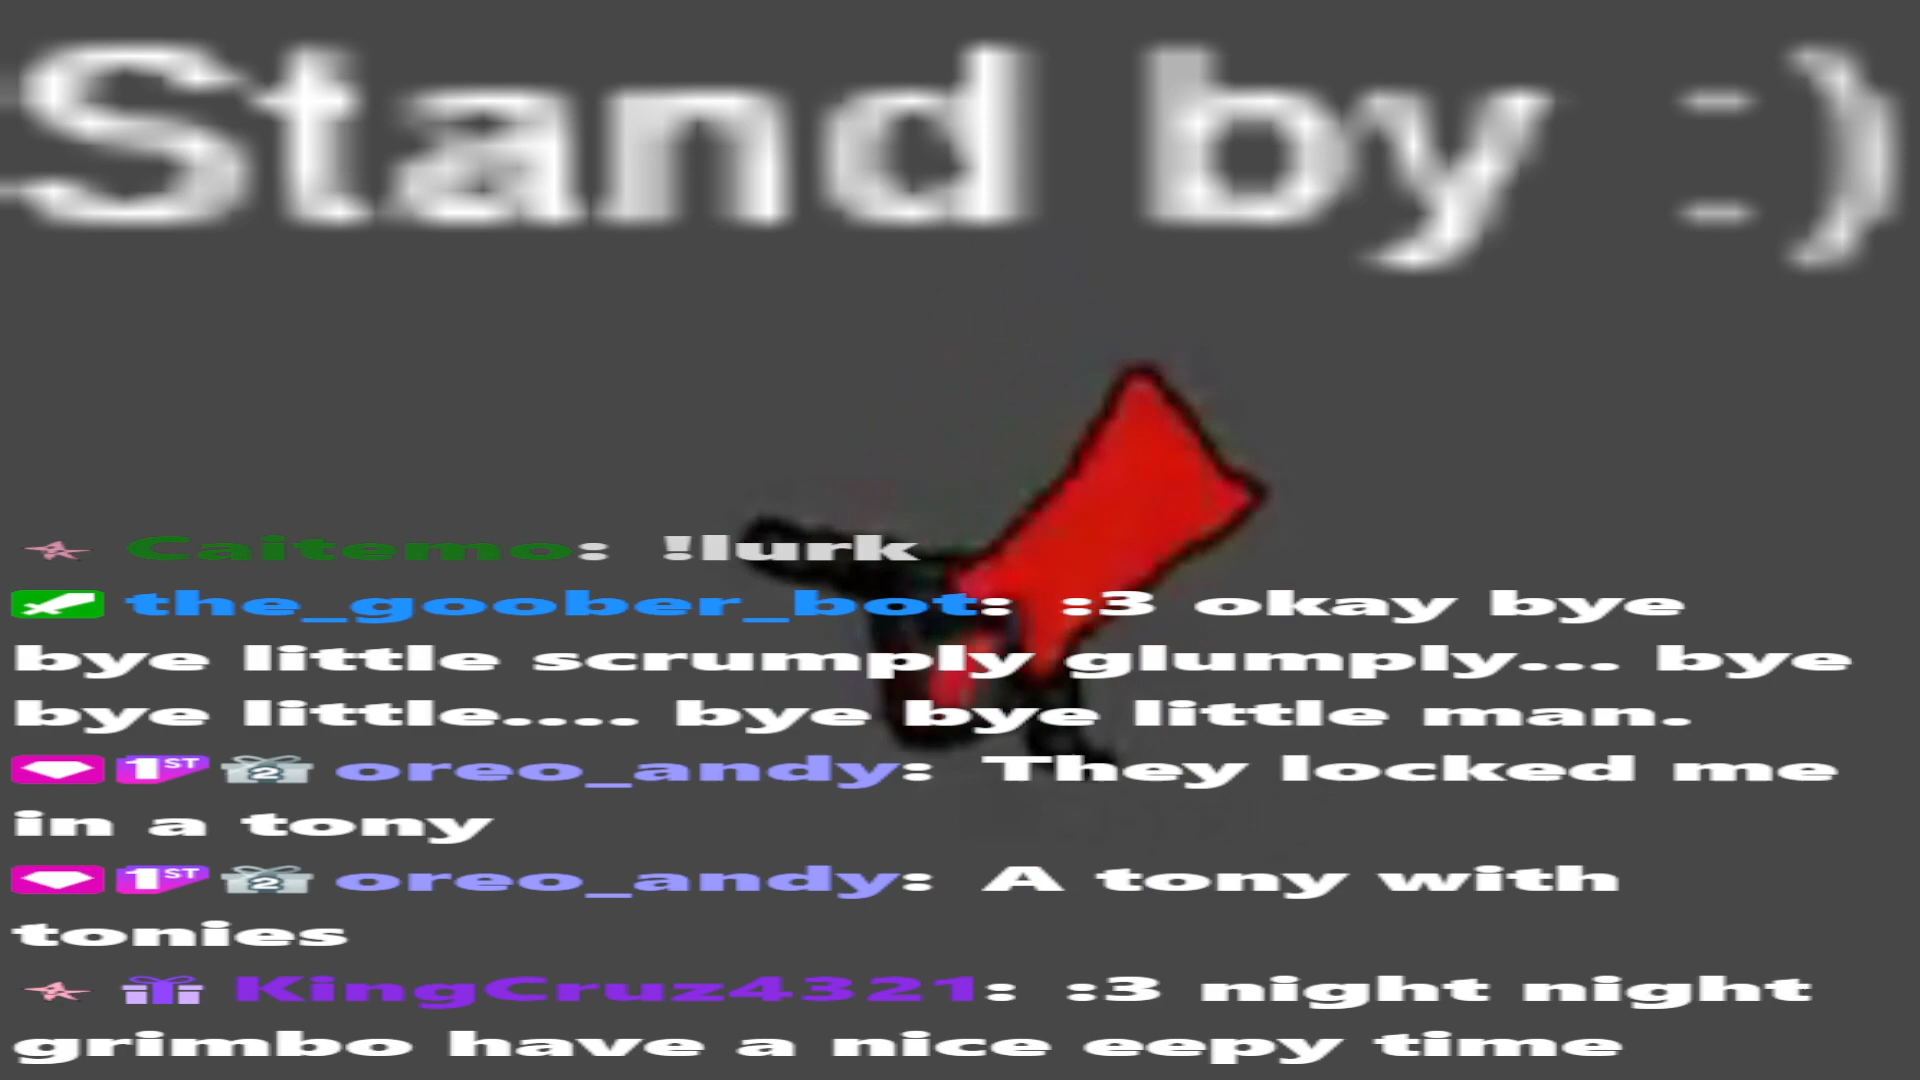 Stand by :)
Caitemo: !lurk
the_goober_bot: :3 okay bye
bye little scrumply glumply... bye
bye little.... bye bye little man.
1ST 2 oreo_andy: They locked me
in a tony
1ST 2 oreo_andy: A tony with
tonies
KingCruz4321: :3 night night
grimbo have a nice eepy time